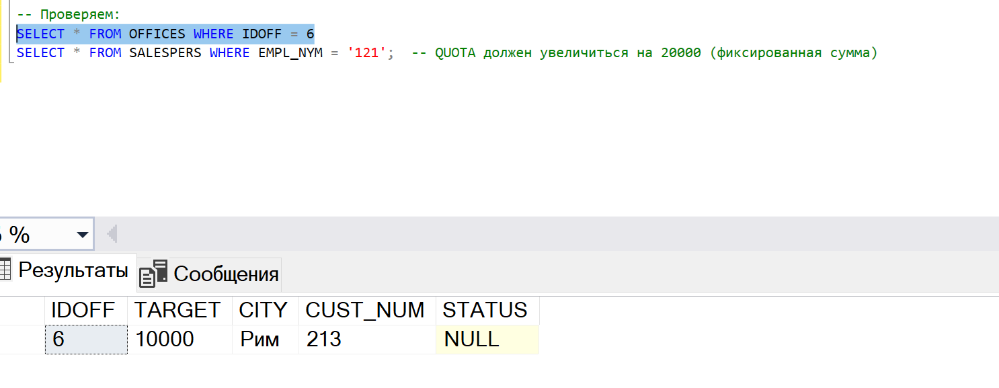 -- Проверяем:
SELECT * FROM OFFICES WHERE IDOFF = 6
SELECT * FROM SALESPERS WHERE EMPL_NYM = '121';  -- QUOTA должен увеличиться на 20000 (фиксированная сумма)
%
Результаты Сообщения
IDOFF TARGET CITY CUST_NUM STATUS
6 10000 Рим 213 NULL